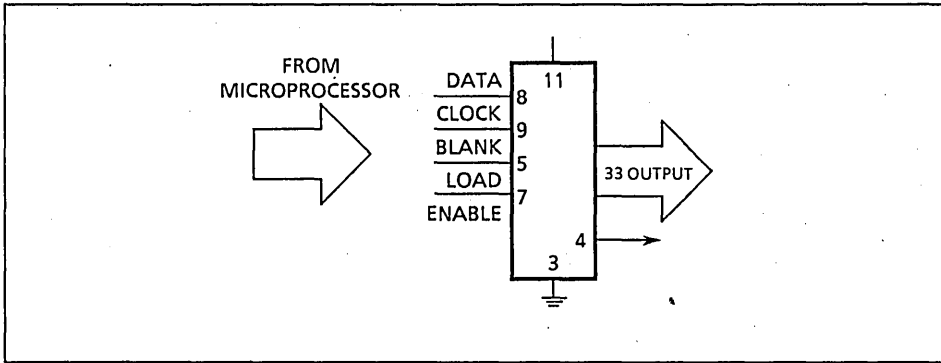 FROM
MICROPROCESSOR
DATA
8
CLOCK
9
BLANK
5
LOAD
7
ENABLE
11
33 OUTPUT
4
3